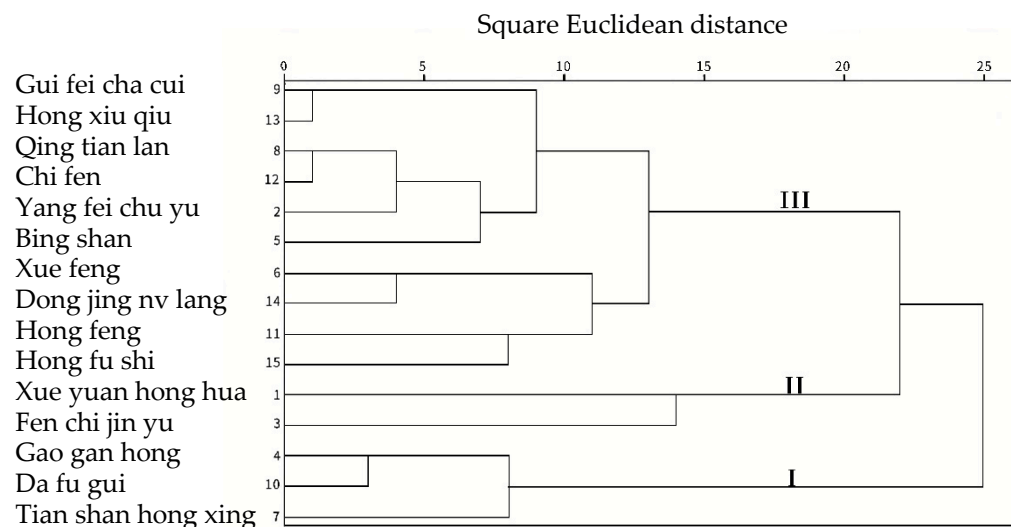 Square Euclidean distance
0 5 10 15 20 25
Gui fei cha cui 9
Hong xiu qiu 13
Qing tian lan 8
Chi fen 12
Yang fei chu yu 2
III
Bing shan 5
Xue feng 6
Dong jing nv lang 14
Hong feng 11
Hong fu shi 15
Xue yuan hong hua 1 II
Fen chi jin yu 3
Gao gan hong 4
Da fu gui 10 I
Tian shan hong xing 7